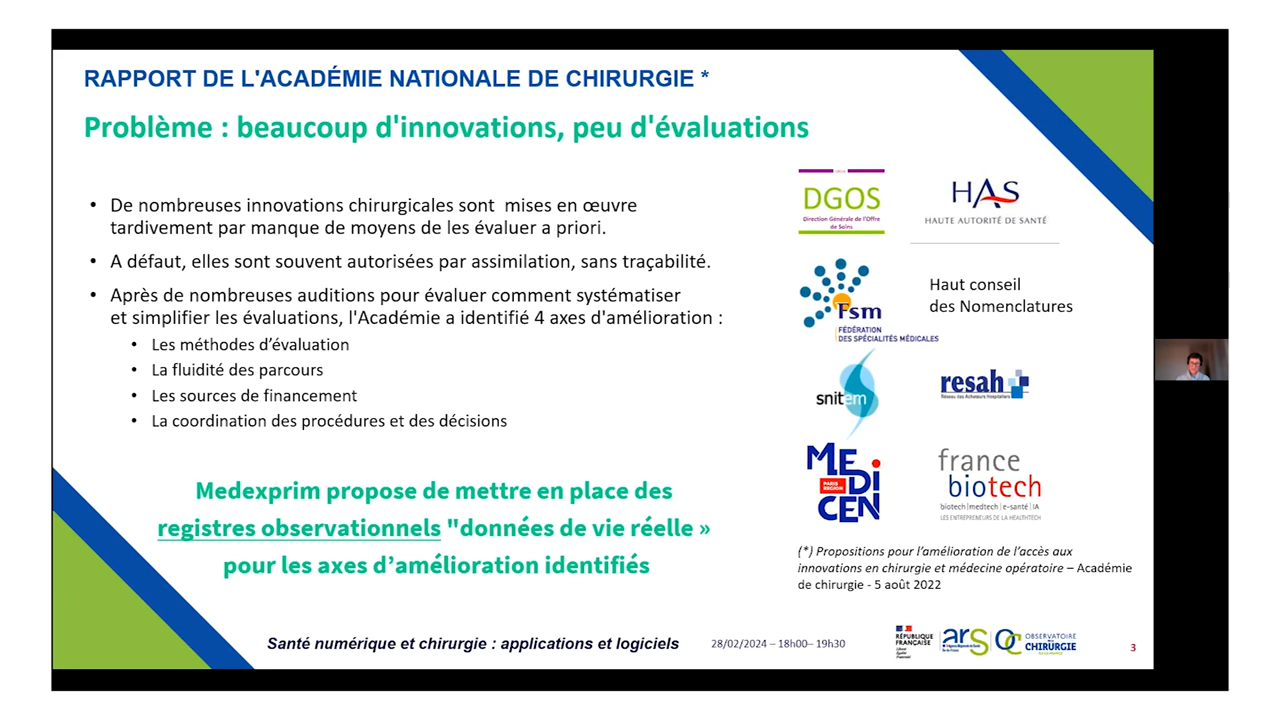 RAPPORT DE L'ACADÉMIE NATIONALE DE CHIRURGIE *
Problème : beaucoup d'innovations, peu d'évaluations
• De nombreuses innovations chirurgicales sont mises en œuvre
tardivement par manque de moyens de les évaluer a priori.
• A défaut, elles sont souvent autorisées par assimilation, sans traçabilité.
• Après de nombreuses auditions pour évaluer comment systématiser
et simplifier les évaluations, l'Académie a identifié 4 axes d'amélioration :
• Les méthodes d’évaluation
• La fluidité des parcours
• Les sources de financement
• La coordination des procédures et des décisions
Medexprim propose de mettre en place des
registres observationnels "données de vie réelle »
pour les axes d’amélioration identifiés
DGOS
Direction Générale de l'Offre
de Soins
HAS
HAUTE AUTORITÉ DE SANTÉ
Fsm
FÉDÉRATION
DES SPÉCIALITÉS MÉDICALES
Haut conseil
des Nomenclatures
snitem
resah
Réseau des Acheteurs Hospitaliers
MEDICEN
PARIS
REGION
france
biotech
biotech|medtech|e-santé|IA
LES ENTREPRENEURS DE LA HEALTHTECH
(*) Propositions pour l’amélioration de l’accès aux
innovations en chirurgie et médecine opératoire – Académie
de chirurgie - 5 août 2022
Santé numérique et chirurgie : applications et logiciels
28/02/2024 – 18h00– 19h30
RÉPUBLIQUE
FRANÇAISE
Liberté
Égalité
Fraternité
ars
OC
OBSERVATOIRE
CHIRURGIE
3